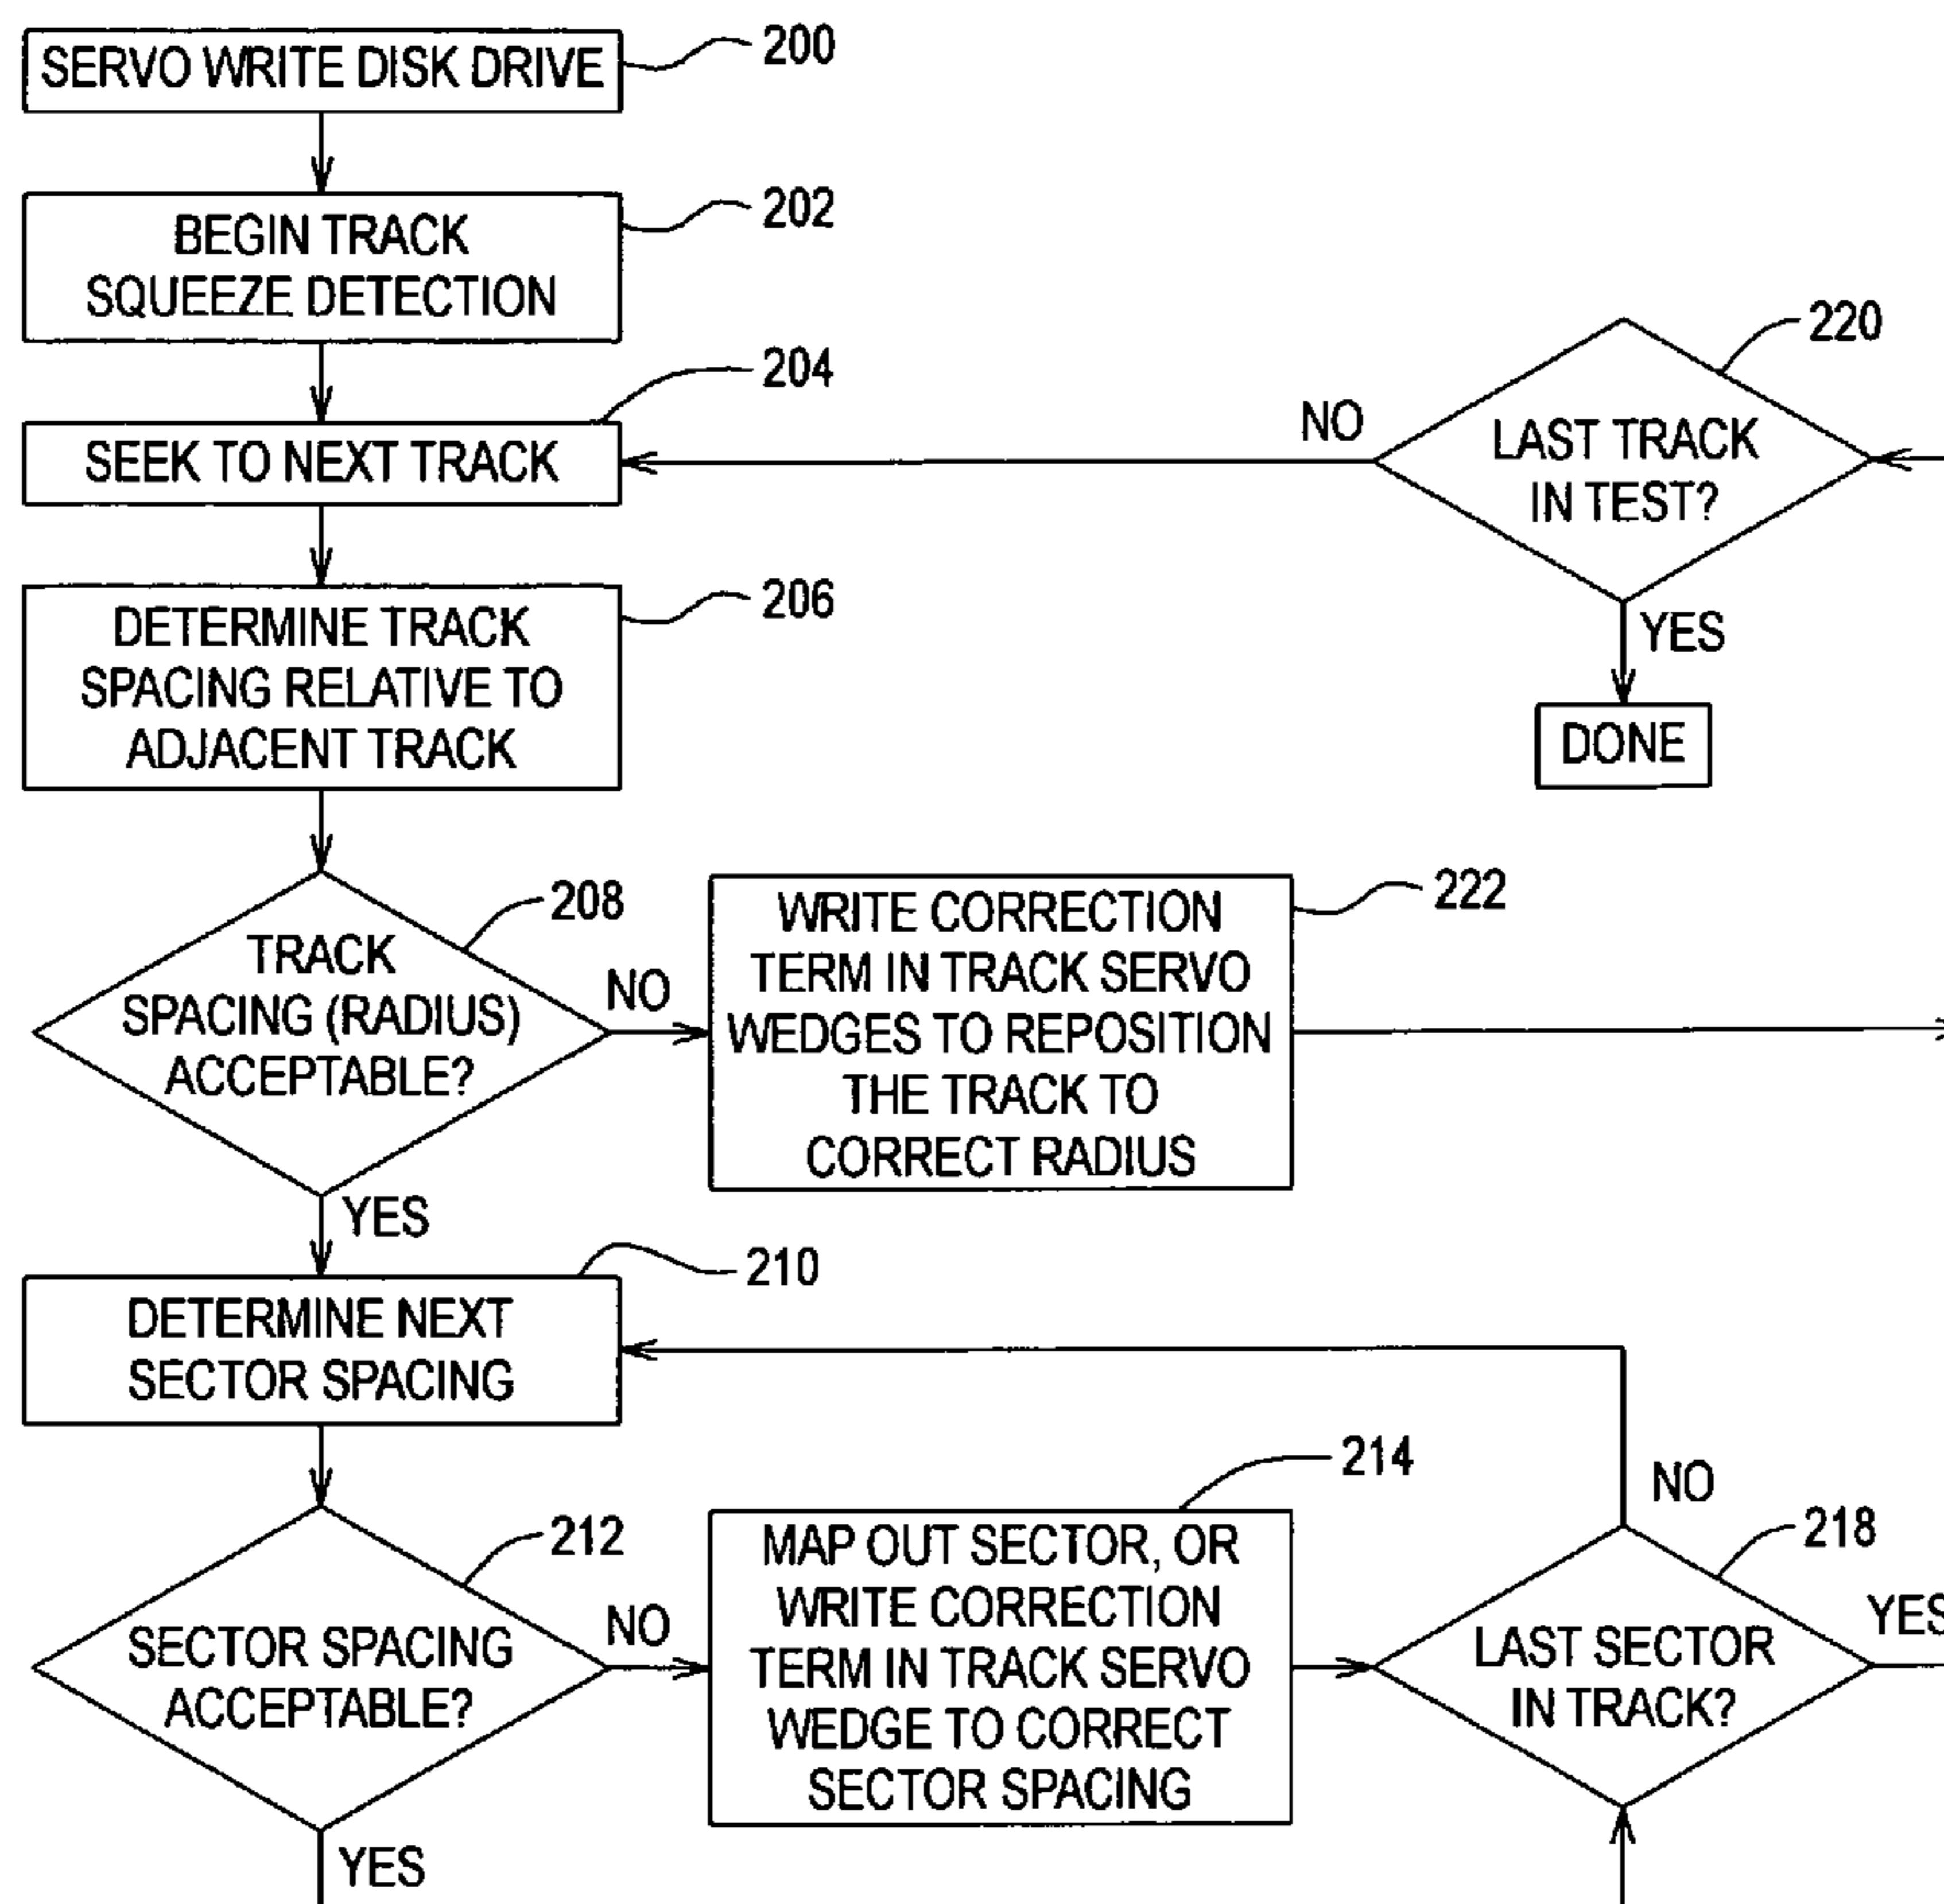 SERVO WRITE DISK DRIVE
200
BEGIN TRACK
SQUEEZE DETECTION
202
SEEK TO NEXT TRACK
204
NO
LAST TRACK
IN TEST?
220
YES
DONE
DETERMINE TRACK
SPACING RELATIVE TO
ADJACENT TRACK
206
TRACK
SPACING (RADIUS)
ACCEPTABLE?
208
NO
WRITE CORRECTION
TERM IN TRACK SERVO
WEDGES TO REPOSITION
THE TRACK TO
CORRECT RADIUS
222
YES
DETERMINE NEXT
SECTOR SPACING
210
SECTOR SPACING
ACCEPTABLE?
212
NO
MAP OUT SECTOR, OR
WRITE CORRECTION
TERM IN TRACK SERVO
WEDGE TO CORRECT
SECTOR SPACING
214
NO
LAST SECTOR
IN TRACK?
218
YES
YES